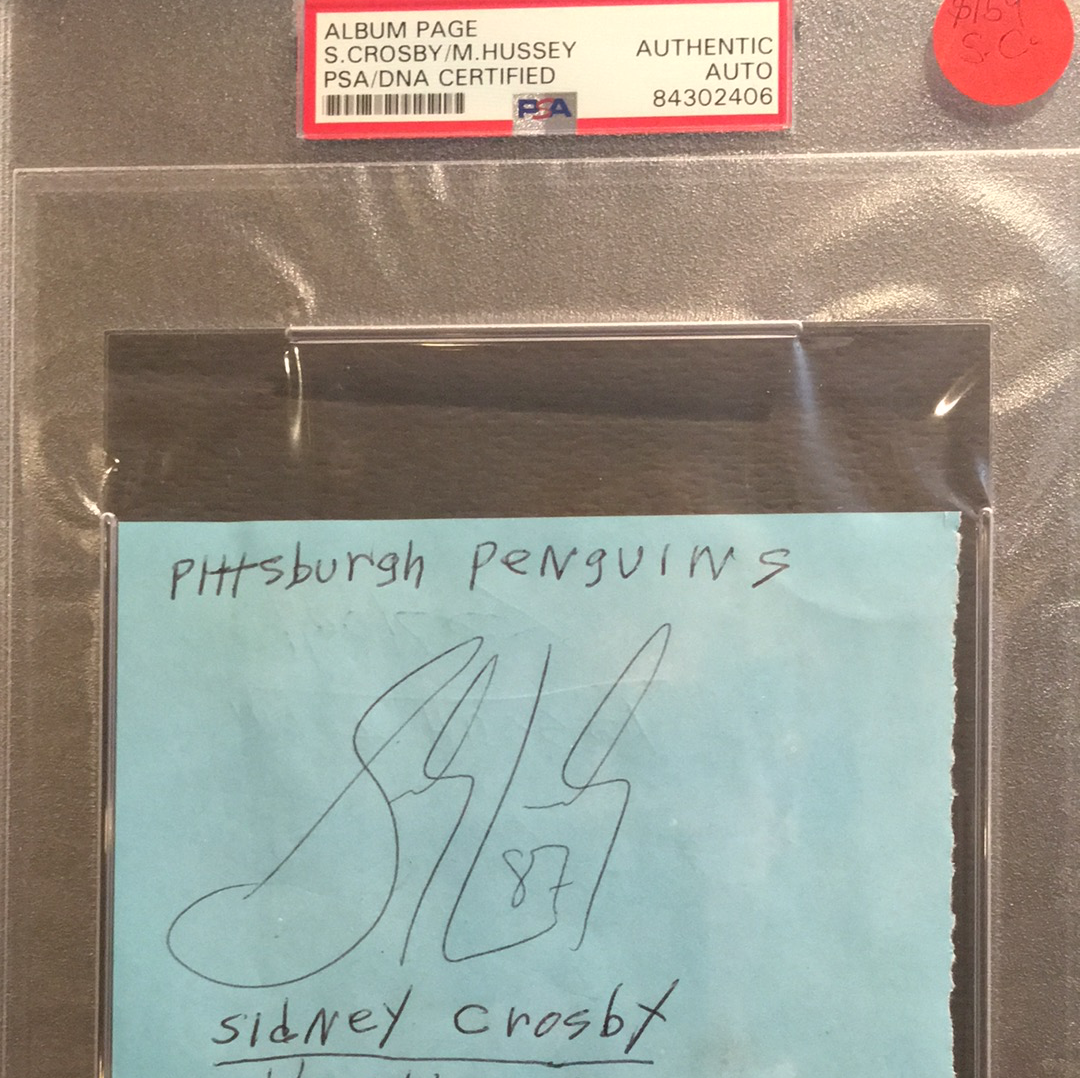 ALBUM PAGE
S.CROSBY/M.HUSSEY
PSA/DNA CERTIFIED
AUTHENTIC
AUTO
84302406
PSA
$159
S.C.
PIttsburgh PeNguINs
87
sIdNey crosby